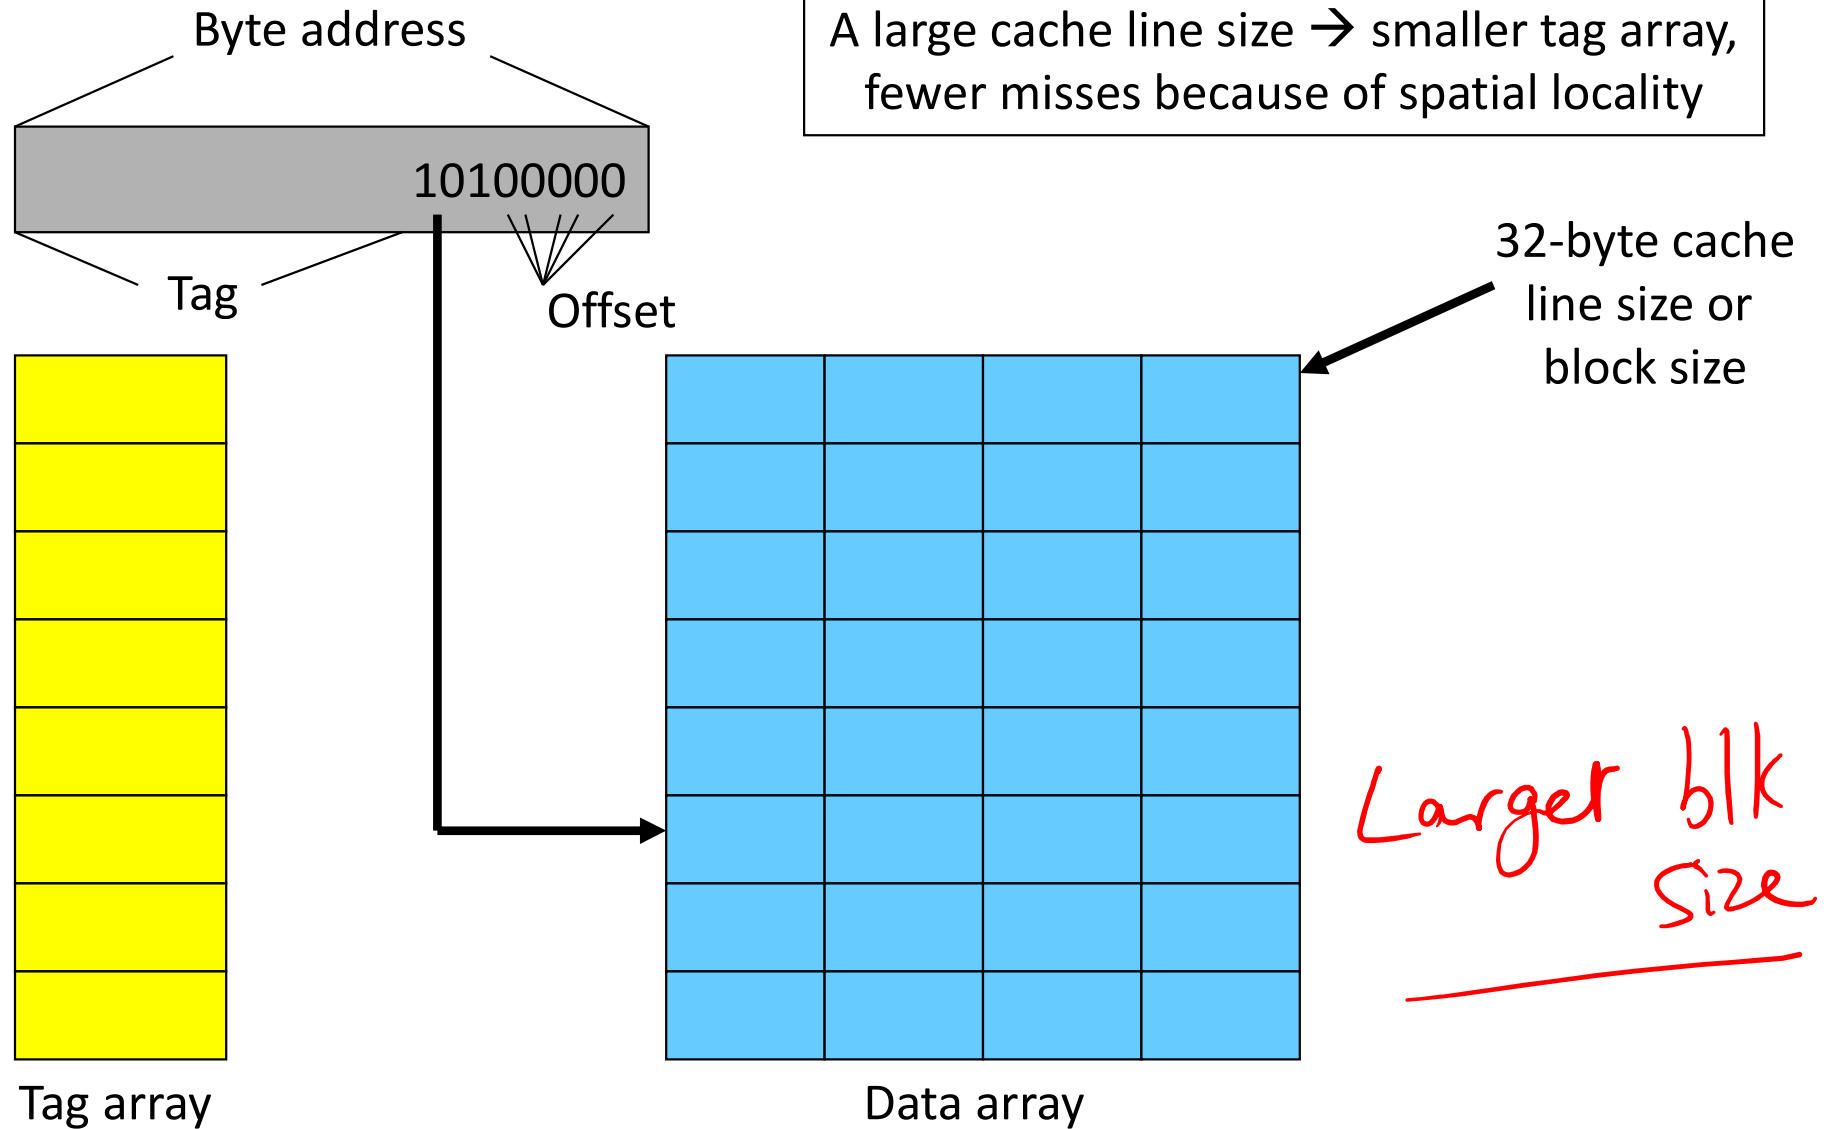 Byte address
A large cache line size → smaller tag array,
fewer misses because of spatial locality
10100000
Tag
Offset
32-byte cache
line size or
block size
Larger blk
size
Tag array
Data array